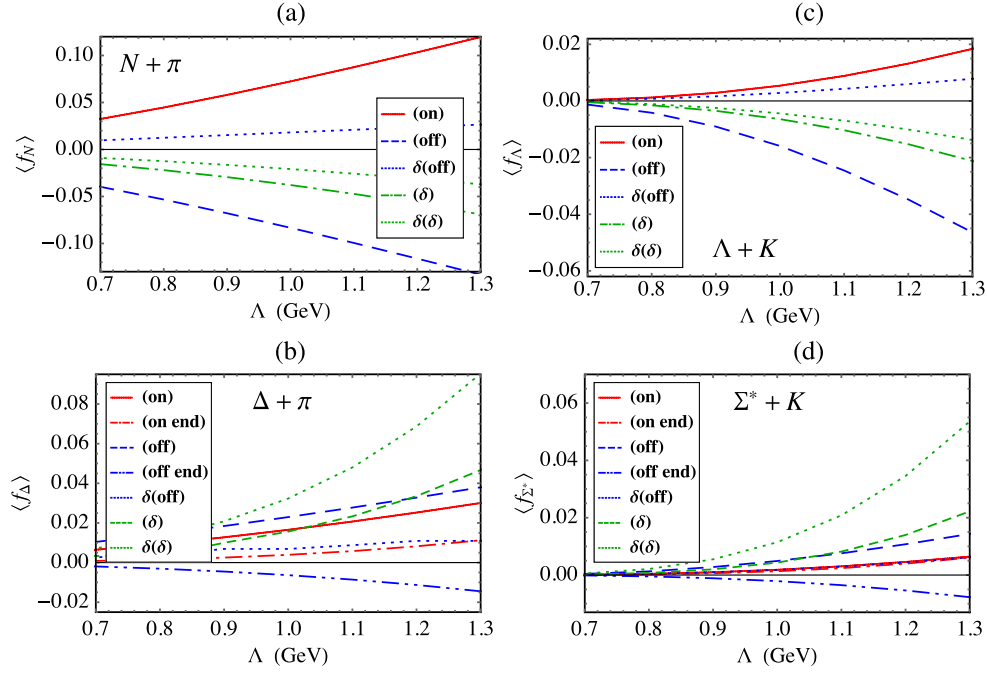 (a)
N + π
0.10
0.05
0.00
−0.05
−0.10
⟨f_N⟩
(on)
(off)
δ(off)
(δ)
δ(δ)
0.7 0.8 0.9 1.0 1.1 1.2 1.3
Λ (GeV)
(c)
0.02
0.00
−0.02
−0.04
−0.06
⟨f_Λ⟩
(on)
(off)
δ(off)
(δ)
δ(δ)
Λ + K
0.7 0.8 0.9 1.0 1.1 1.2 1.3
Λ (GeV)
(b)
Δ + π
0.08
0.06
0.04
0.02
0.00
−0.02
⟨f_Δ⟩
(on)
(on end)
(off)
(off end)
δ(off)
(δ)
δ(δ)
0.7 0.8 0.9 1.0 1.1 1.2 1.3
Λ (GeV)
(d)
Σ* + K
0.06
0.04
0.02
0.00
⟨f_Σ*⟩
(on)
(on end)
(off)
(off end)
δ(off)
(δ)
δ(δ)
0.7 0.8 0.9 1.0 1.1 1.2 1.3
Λ (GeV)